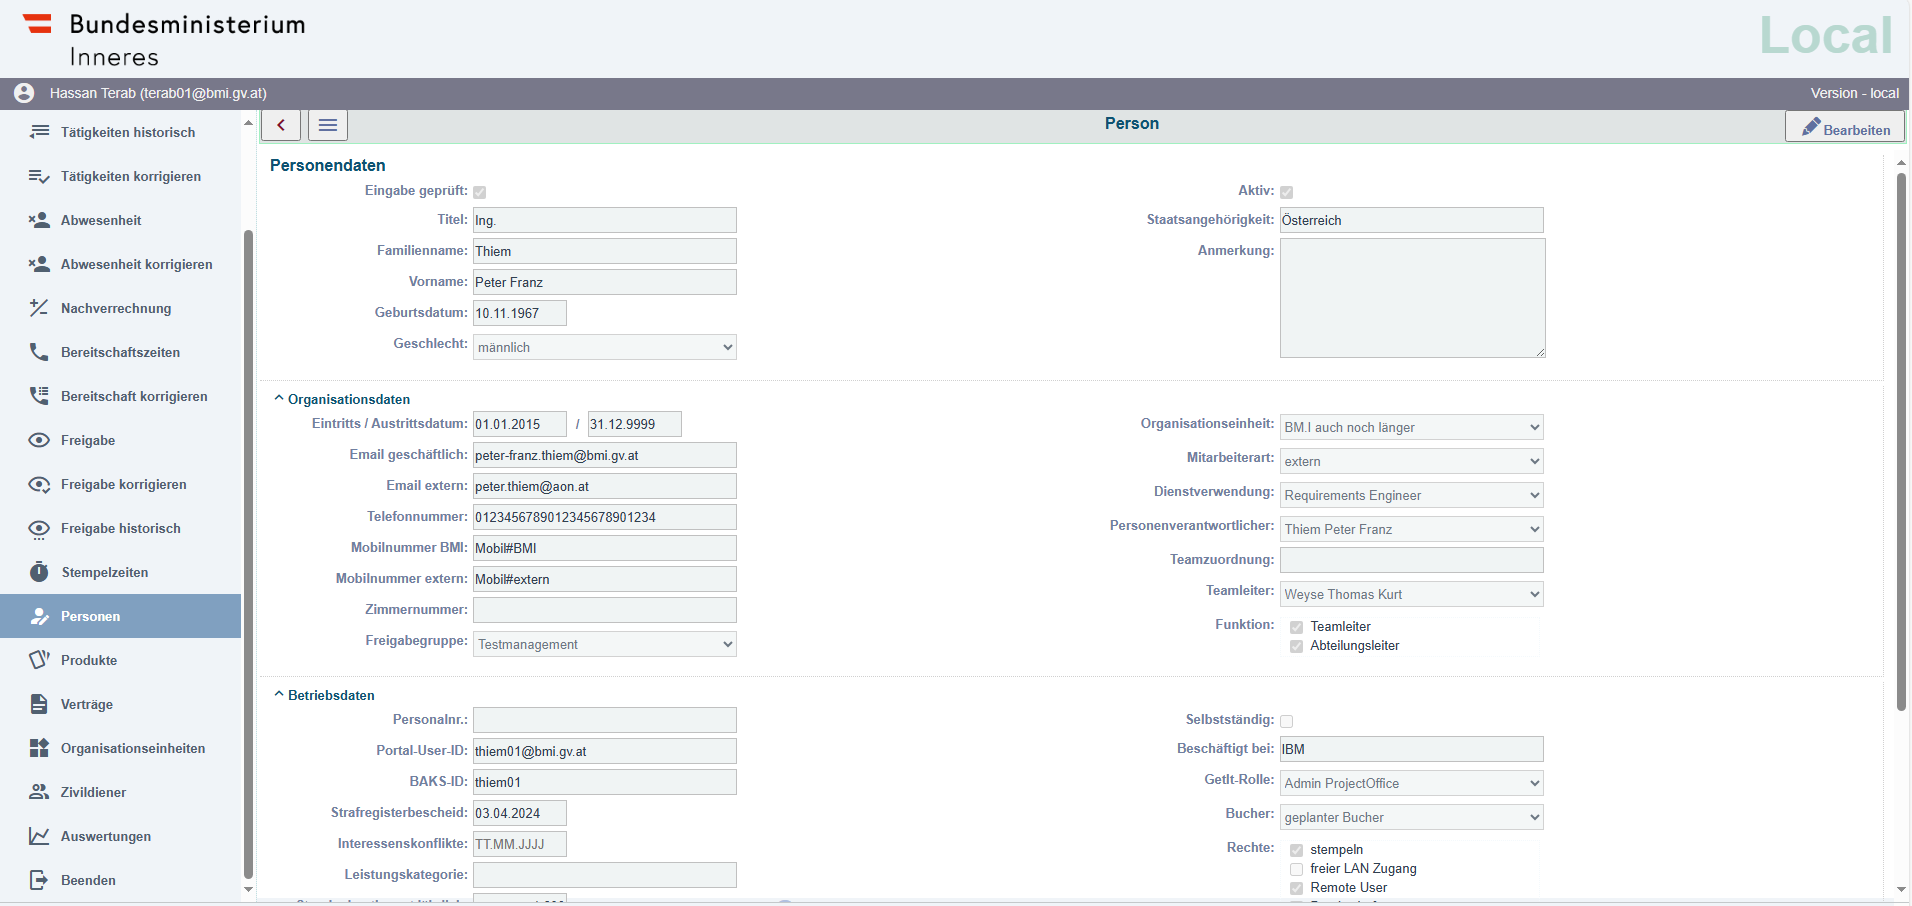 Bundesministerium
Inneres
Local
Hassan Terab (terab01@bmi.gv.at)
Version - local
Tätigkeiten historisch
Tätigkeiten korrigieren
Abwesenheit
Abwesenheit korrigieren
Nachverrechnung
Bereitschaftszeiten
Bereitschaft korrigieren
Freigabe
Freigabe korrigieren
Freigabe historisch
Stempelzeiten
Personen
Produkte
Verträge
Organisationseinheiten
Zivildiener
Auswertungen
Beenden
Person
Bearbeiten
Personendaten
Eingabe geprüft:
Titel: Ing.
Familienname: Thiem
Vorname: Peter Franz
Geburtsdatum: 10.11.1967
Geschlecht: männlich
Aktiv:
Staatsangehörigkeit: Österreich
Anmerkung:
Organisationsdaten
Eintritts / Austrittsdatum: 01.01.2015 / 31.12.9999
Email geschäftlich: peter-franz.thiem@bmi.gv.at
Email extern: peter.thiem@aon.at
Telefonnummer: 0123456789012345678901234
Mobilnummer BMI: Mobil#BMI
Mobilnummer extern: Mobil#extern
Zimmernummer:
Freigabegruppe: Testmanagement
Organisationseinheit: BM.I auch noch länger
Mitarbeiterart: extern
Dienstverwendung: Requirements Engineer
Personenverantwortlicher: Thiem Peter Franz
Teamzuordnung:
Teamleiter: Weyse Thomas Kurt
Funktion: Teamleiter
Abteilungsleiter
Betriebsdaten
Personalnr.:
Portal-User-ID: thiem01@bmi.gv.at
BAKS-ID: thiem01
Strafregisterbescheid: 03.04.2024
Interessenskonflikte: TT.MM.JJJJ
Leistungskategorie:
Selbstständig:
Beschäftigt bei: IBM
GetIt-Rolle: Admin ProjectOffice
Bucher: geplanter Bucher
Rechte: stempeln
freier LAN Zugang
Remote User